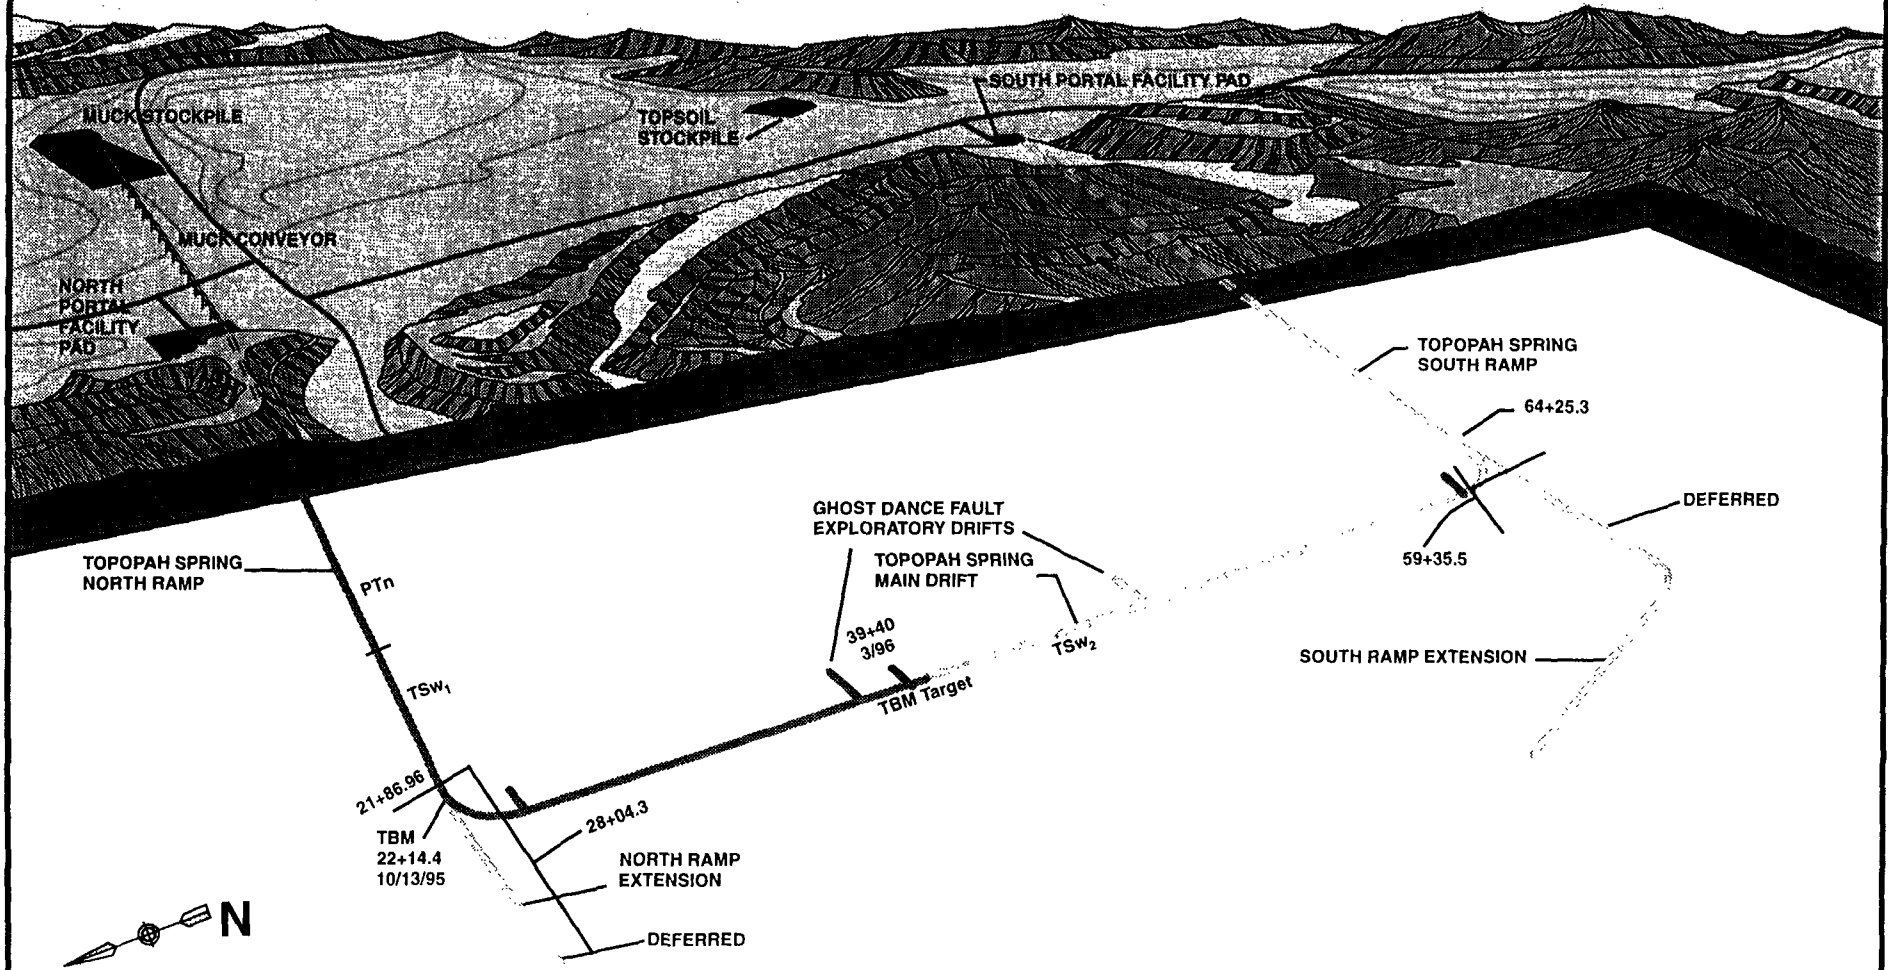 SOUTH PORTAL FACILITY PAD
MUCK STOCKPILE
TOPSOIL
STOCKPILE
MUCK CONVEYOR
NORTH
PORTAL
FACILITY
PAD
TOPOPAH SPRING
SOUTH RAMP
64+25.3
DEFERRED
59+35.5
GHOST DANCE FAULT
EXPLORATORY DRIFTS
TOPOPAH SPRING
MAIN DRIFT
TOPOPAH SPRING
NORTH RAMP
PTn
39+40
3/96
TSw₂
SOUTH RAMP EXTENSION
TSw₁
TBM Target
21+86.96
28+04.3
TBM
22+14.4
10/13/95
NORTH RAMP
EXTENSION
N
DEFERRED